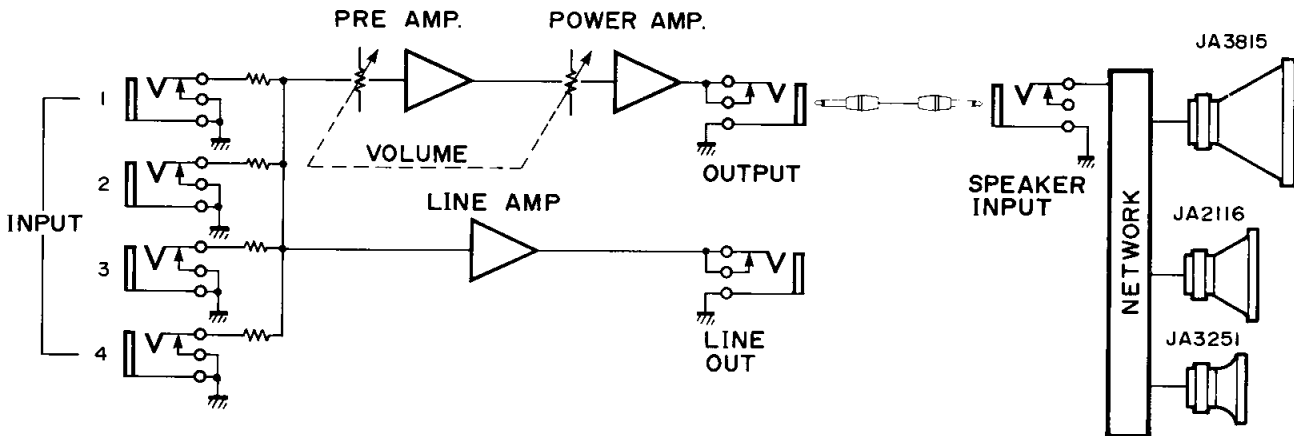 PRE AMP.
POWER AMP.
JA3815
1
VOLUME
OUTPUT
SPEAKER
INPUT
2
LINE AMP
INPUT
JA2116
NETWORK
3
LINE
OUT
JA3251
4